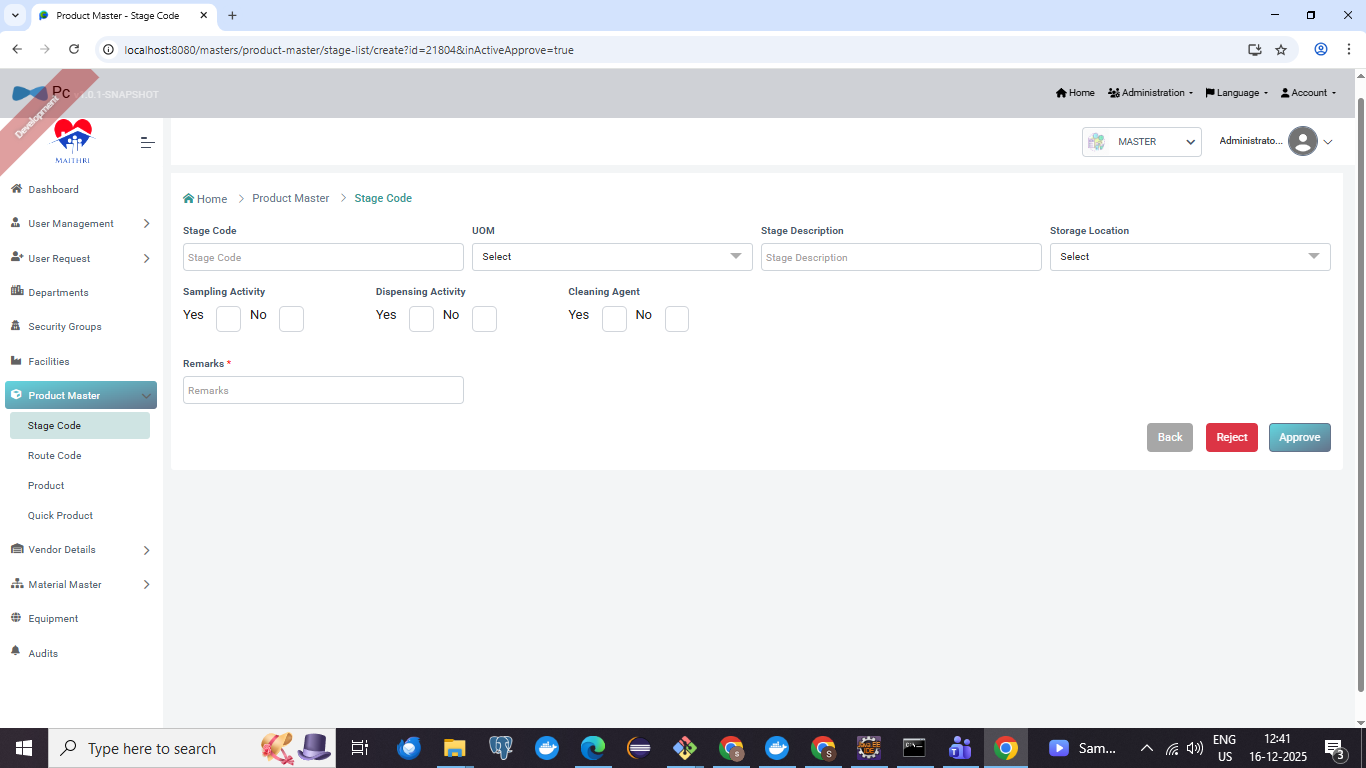 Product Master - Stage Code
localhost:8080/masters/product-master/stage-list/create?id=21804&inActiveApprove=true
Pc v1.0.1-SNAPSHOT
Development
Home Administration Language Account
MAITHRI
MASTER
Administrato...
Dashboard
User Management
User Request
Departments
Security Groups
Facilities
Product Master
Stage Code
Route Code
Product
Quick Product
Vendor Details
Material Master
Equipment
Audits
Home Product Master Stage Code
Stage Code UOM Stage Description Storage Location
Stage Code Select Stage Description Select
Sampling Activity Dispensing Activity Cleaning Agent
Yes No Yes No Yes No
Remarks *
Remarks
Back Reject Approve
Type here to search
S
S
JAVA EE
IDE
Sam...
ENG
US
12:41
16-12-2025
3